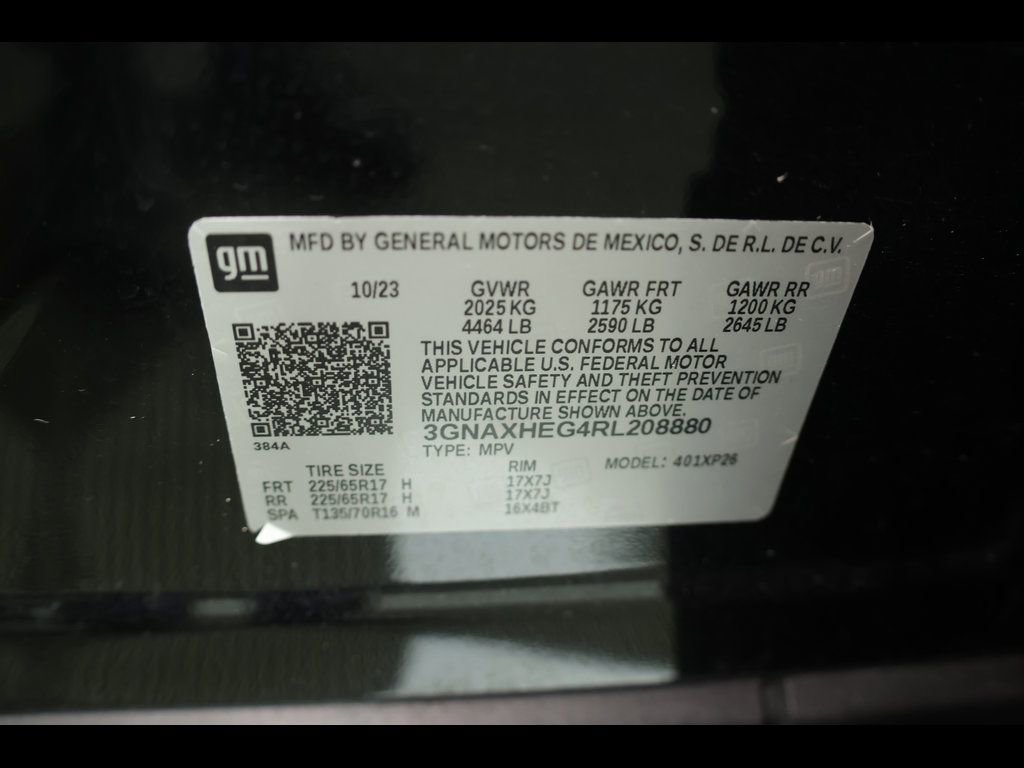 gm
MFD BY GENERAL MOTORS DE MEXICO, S. DE R.L. DE C.V.
10/23 GVWR GAWR FRT GAWR RR
2025 KG 1175 KG 1200 KG
4464 LB 2590 LB 2645 LB
THIS VEHICLE CONFORMS TO ALL
APPLICABLE U.S. FEDERAL MOTOR
VEHICLE SAFETY AND THEFT PREVENTION
STANDARDS IN EFFECT ON THE DATE OF
MANUFACTURE SHOWN ABOVE.
3GNAXHEG4RL208880
384A
TYPE: MPV MODEL: 401XP26
TIRE SIZE RIM
FRT 225/65R17 H 17X7J
RR 225/65R17 H 17X7J
SPA T135/70R16 M 16X4BT